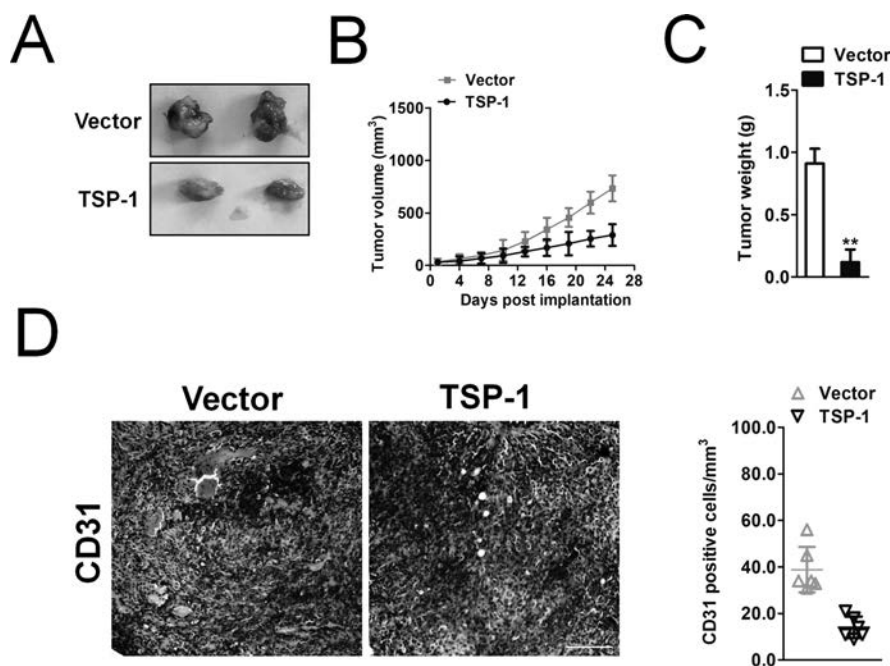 A
Vector
TSP-1
B
Vector
TSP-1
Tumor volume (mm³)
1500
1000
500
0
0 4 8 12 16 20 24 28
Days post implantation
C
Vector
TSP-1
Tumor weight (g)
1.5
1.0
0.5
0.0
**
D
Vector
TSP-1
CD31
Vector
TSP-1
CD31 positive cells/mm³
100.0
80.0
60.0
40.0
20.0
0.0